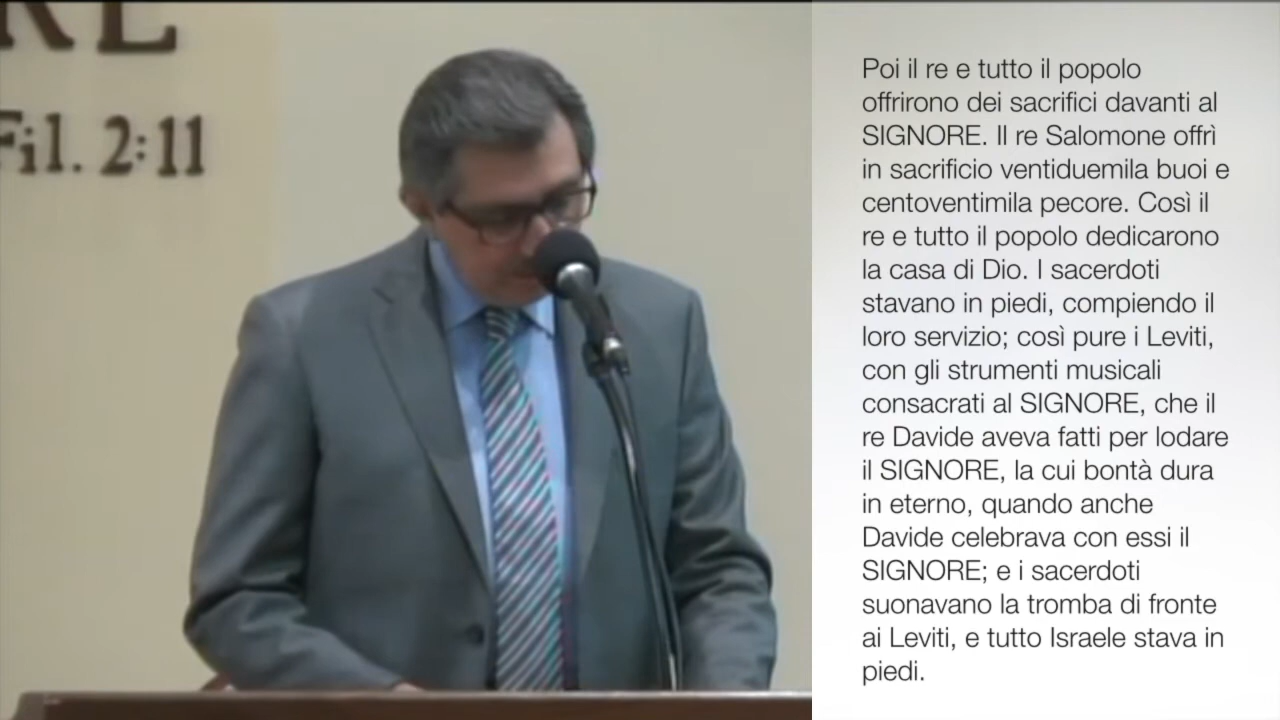 RE
Fil. 2:11
Poi il re e tutto il popolo
offrirono dei sacrifici davanti al
SIGNORE. Il re Salomone offrì
in sacrificio ventiduemila buoi e
centoventimila pecore. Così il
re e tutto il popolo dedicarono
la casa di Dio. I sacerdoti
stavano in piedi, compiendo il
loro servizio; così pure i Leviti,
con gli strumenti musicali
consacrati al SIGNORE, che il
re Davide aveva fatti per lodare
il SIGNORE, la cui bontà dura
in eterno, quando anche
Davide celebrava con essi il
SIGNORE; e i sacerdoti
suonavano la tromba di fronte
ai Leviti, e tutto Israele stava in
piedi.